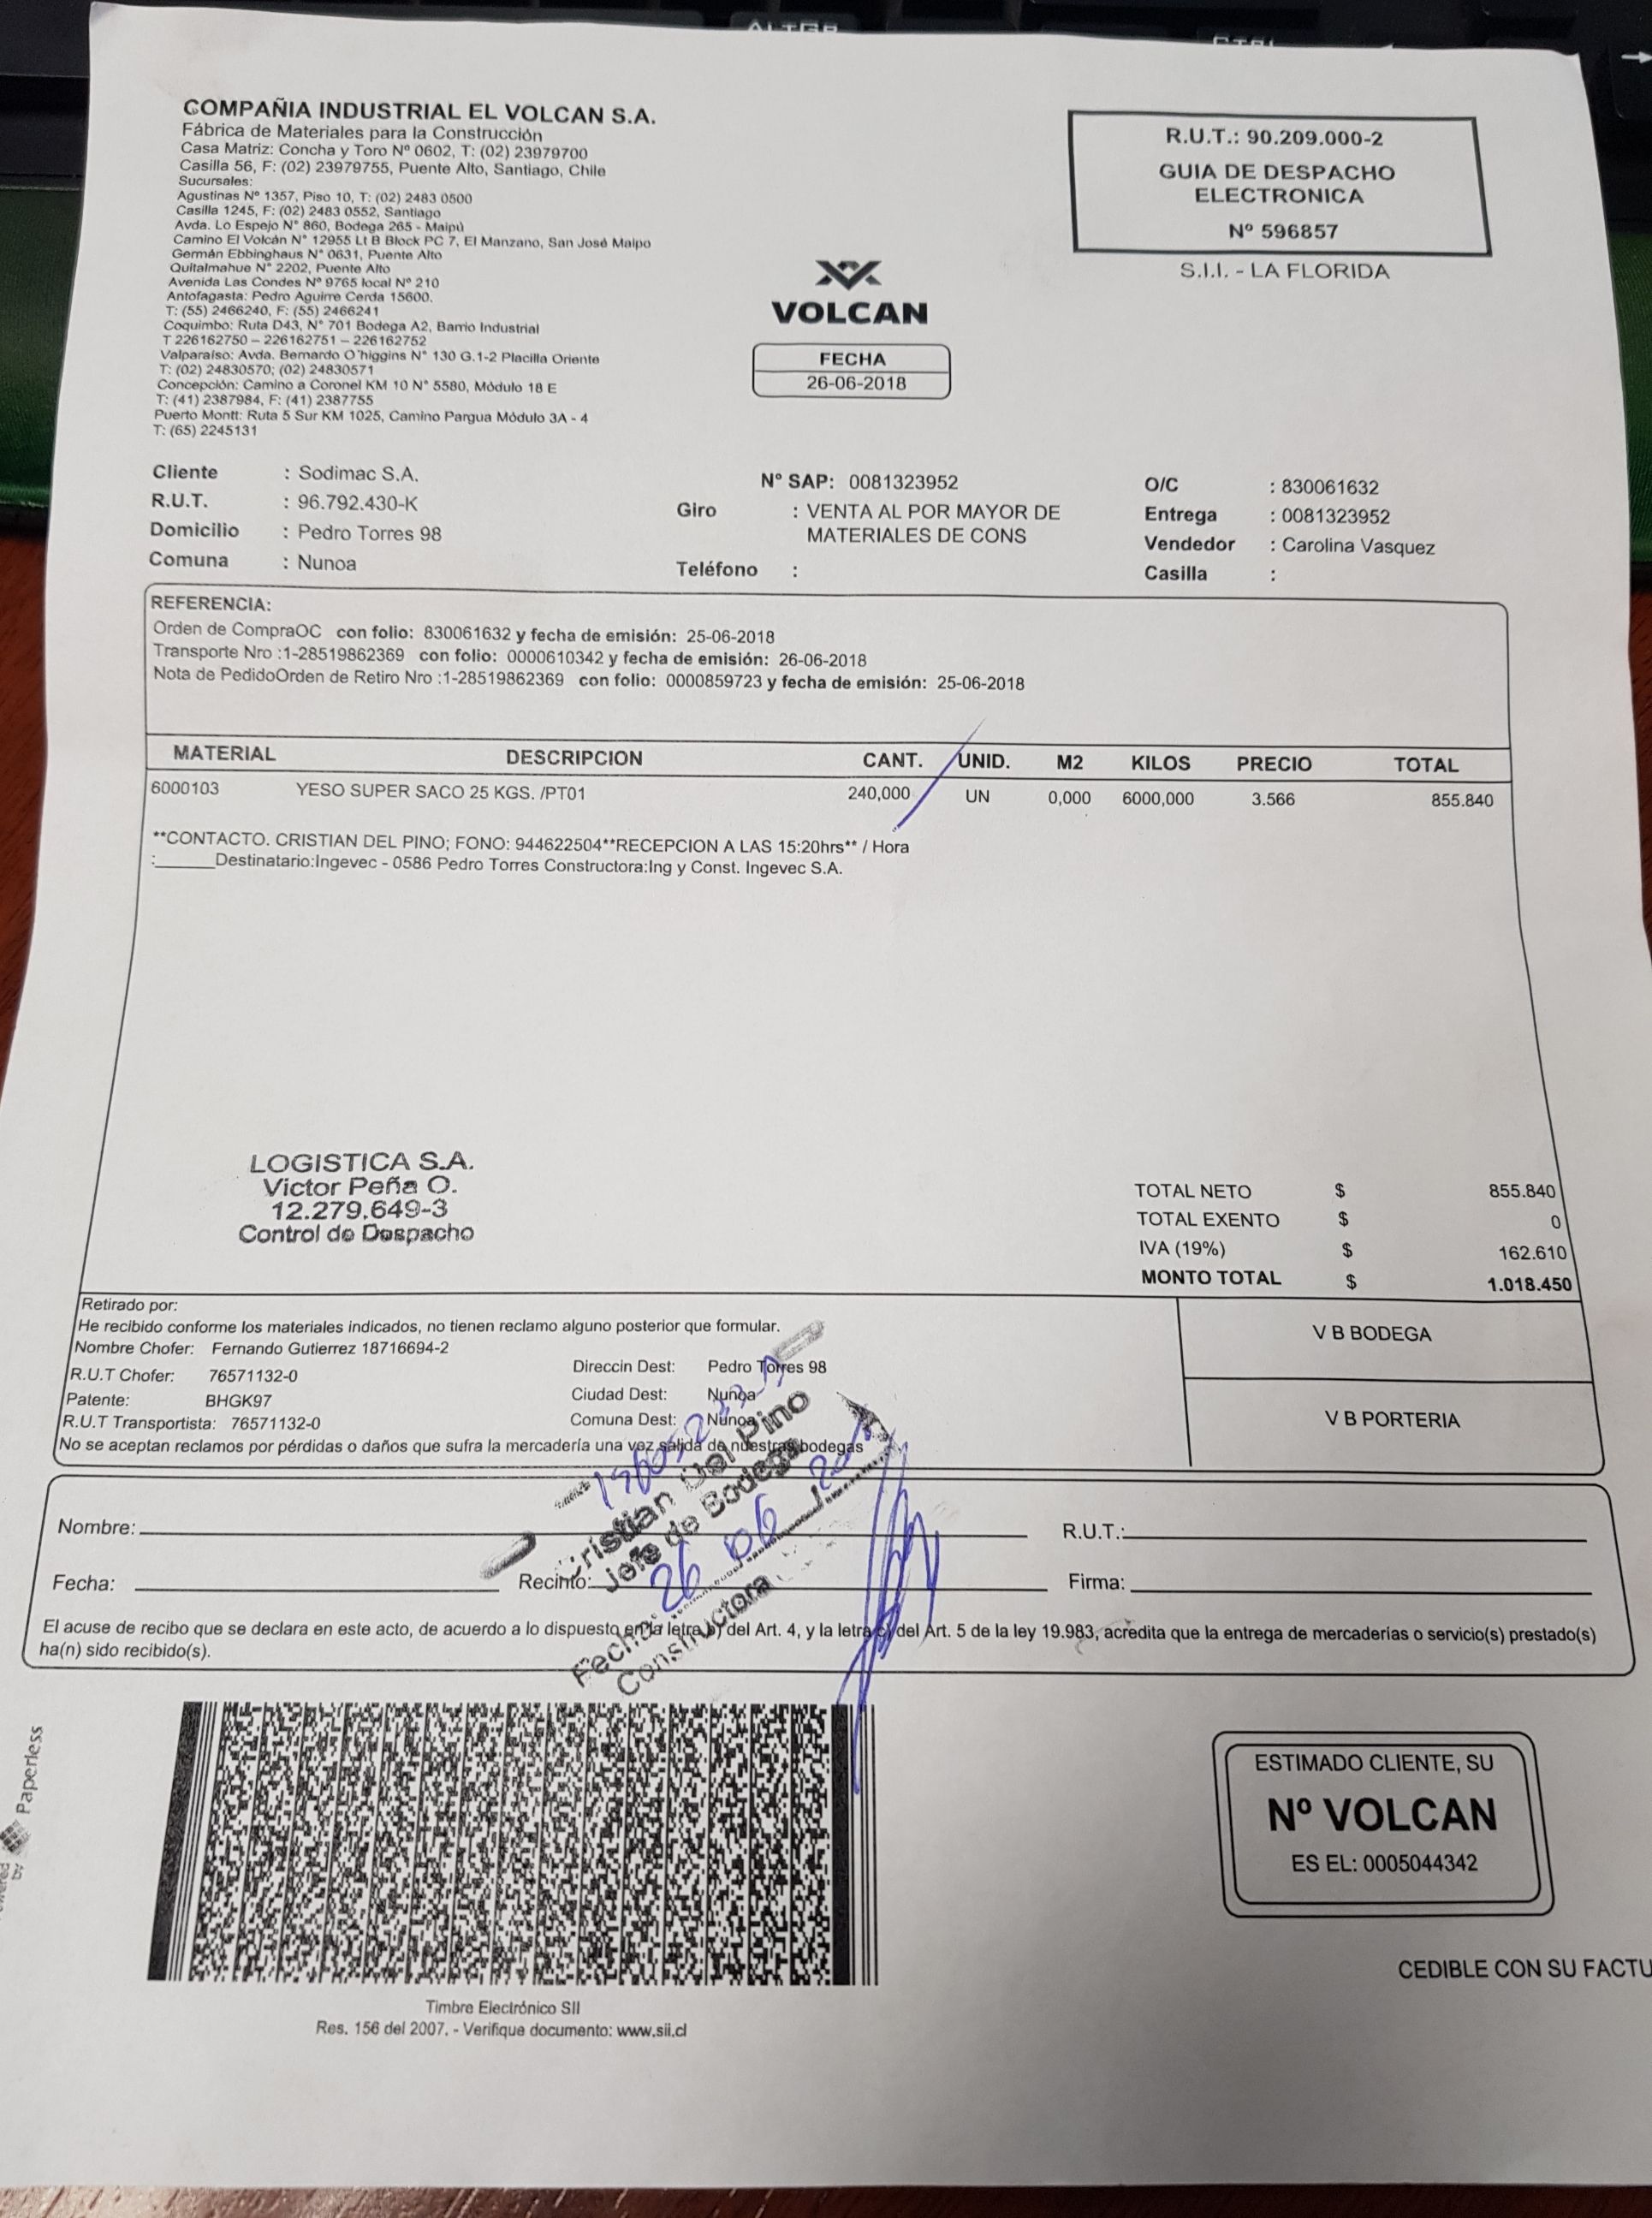 COMPAÑIA INDUSTRIAL EL VOLCAN S.A.
Fábrica de Materiales para la Construcción
Casa Matriz: Concha y Toro Nº 0602, T: (02) 23979700
Casilla 56, F: (02) 23979755, Puente Alto, Santiago, Chile
Sucursales:
Agustinas Nº 1357, Piso 10, T: (02) 2483 0500
Casilla 1245, F: (02) 2483 0552, Santiago
Avda. Lo Espejo N° 860, Bodega 265 - Maipú
Camino El Volcán N° 12955 Lt B Block PC 7, El Manzano, San José Maipo
Germán Ebbinghaus N° 0631, Puente Alto
Quitalmahue N° 2202, Puente Alto
Avenida Las Condes Nº 9765 local Nº 210
Antofagasta: Pedro Aguirre Cerda 15600.
T: (55) 2466240, F: (55) 2466241
Coquimbo: Ruta D43, N° 701 Bodega A2, Barrio Industrial
T 226162750 – 226162751 – 226162752
Valparaíso: Avda. Bernardo O´higgins N° 130 G.1-2 Placilla Oriente
T: (02) 24830570; (02) 24830571
Concepción: Camino a Coronel KM 10 N° 5580, Módulo 18 E
T: (41) 2387984, F: (41) 2387755
Puerto Montt: Ruta 5 Sur KM 1025, Camino Pargua Módulo 3A - 4
T: (65) 2245131
VOLCAN
FECHA
26-06-2018
R.U.T.: 90.209.000-2
GUIA DE DESPACHO
ELECTRONICA
Nº 596857
S.I.I. - LA FLORIDA
Cliente : Sodimac S.A.
R.U.T. : 96.792.430-K
Domicilio : Pedro Torres 98
Comuna : Nunoa
Nº SAP: 0081323952
Giro : VENTA AL POR MAYOR DE
MATERIALES DE CONS
Teléfono :
O/C : 830061632
Entrega : 0081323952
Vendedor : Carolina Vasquez
Casilla :
REFERENCIA:
Orden de CompraOC con folio: 830061632 y fecha de emisión: 25-06-2018
Transporte Nro :1-28519862369 con folio: 0000610342 y fecha de emisión: 26-06-2018
Nota de PedidoOrden de Retiro Nro :1-28519862369 con folio: 0000859723 y fecha de emisión: 25-06-2018
MATERIAL DESCRIPCION CANT. UNID. M2 KILOS PRECIO TOTAL
6000103 YESO SUPER SACO 25 KGS. /PT01 240,000 UN 0,000 6000,000 3.566 855.840
**CONTACTO. CRISTIAN DEL PINO; FONO: 944622504**RECEPCION A LAS 15:20hrs** / Hora
:______Destinatario:Ingevec - 0586 Pedro Torres Constructora:Ing y Const. Ingevec S.A.
LOGISTICA S.A.
Victor Peña O.
12.279.649-3
Control de Despacho
TOTAL NETO $ 855.840
TOTAL EXENTO $ 0
IVA (19%) $ 162.610
MONTO TOTAL $ 1.018.450
Retirado por:
He recibido conforme los materiales indicados, no tienen reclamo alguno posterior que formular.
Nombre Chofer: Fernando Gutierrez 18716694-2
R.U.T Chofer: 76571132-0
Patente: BHGK97
R.U.T Transportista: 76571132-0
Direccin Dest: Pedro Torres 98
Ciudad Dest: Nunoa
Comuna Dest: Nunoa
No se aceptan reclamos por pérdidas o daños que sufra la mercadería una vez salida de nuestras bodegas
V B BODEGA
V B PORTERIA
Cristian Del Pino
Jefe de Bodega
Fecha: 26 06
Constructora
Nombre:
R.U.T.:
Fecha:
Recinto:
Firma:
El acuse de recibo que se declara en este acto, de acuerdo a lo dispuesto en la letra b) del Art. 4, y la letra c) del Art. 5 de la ley 19.983, acredita que la entrega de mercaderías o servicio(s) prestado(s)
ha(n) sido recibido(s).
by Paperless
Timbre Electrónico SII
Res. 156 del 2007. - Verifique documento: www.sii.cl
ESTIMADO CLIENTE, SU
Nº VOLCAN
ES EL: 0005044342
CEDIBLE CON SU FACTU